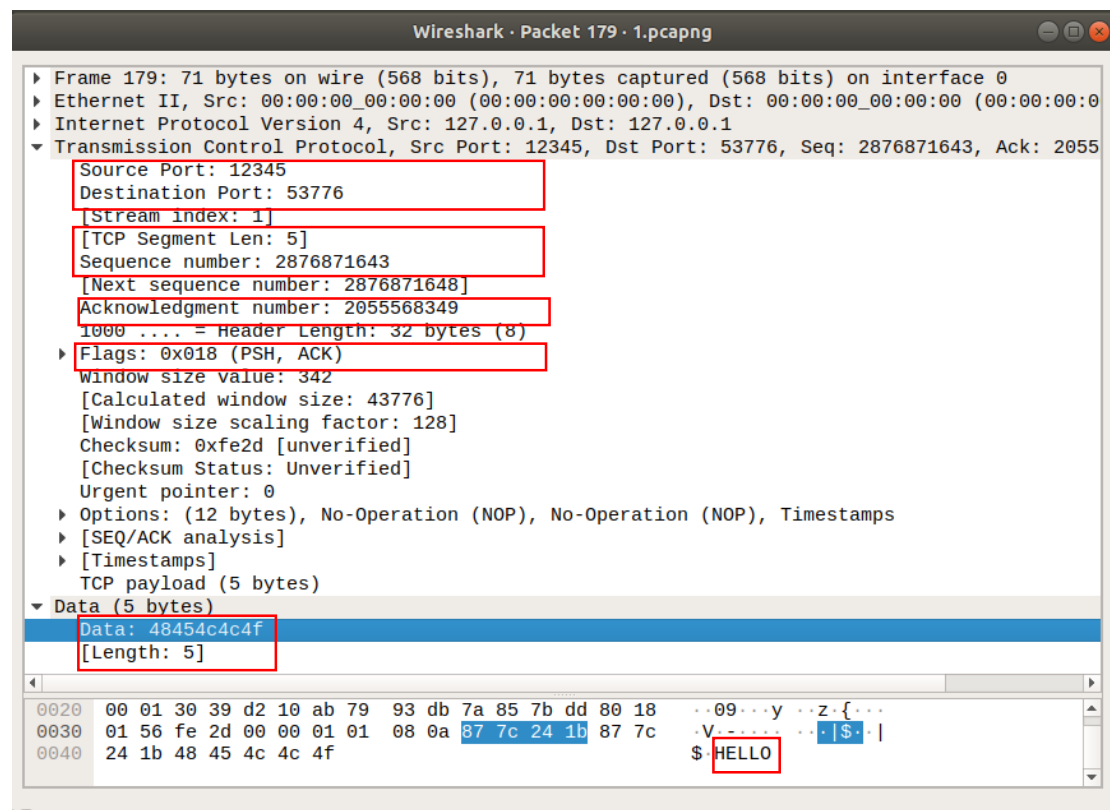 Wireshark · Packet 179 · 1.pcapng
Frame 179: 71 bytes on wire (568 bits), 71 bytes captured (568 bits) on interface 0
Ethernet II, Src: 00:00:00_00:00:00 (00:00:00:00:00:00), Dst: 00:00:00_00:00:00 (00:00:00:0
Internet Protocol Version 4, Src: 127.0.0.1, Dst: 127.0.0.1
Transmission Control Protocol, Src Port: 12345, Dst Port: 53776, Seq: 2876871643, Ack: 2055
Source Port: 12345
Destination Port: 53776
[Stream index: 1]
[TCP Segment Len: 5]
Sequence number: 2876871643
[Next sequence number: 2876871648]
Acknowledgment number: 2055568349
1000 .... = Header Length: 32 bytes (8)
Flags: 0x018 (PSH, ACK)
Window size value: 342
[Calculated window size: 43776]
[Window size scaling factor: 128]
Checksum: 0xfe2d [unverified]
[Checksum Status: Unverified]
Urgent pointer: 0
Options: (12 bytes), No-Operation (NOP), No-Operation (NOP), Timestamps
[SEQ/ACK analysis]
[Timestamps]
TCP payload (5 bytes)
Data (5 bytes)
Data: 48454c4c4f
[Length: 5]
0020 00 01 30 39 d2 10 ab 79 93 db 7a 85 7b dd 80 18 ··09···y ··z·{···
0030 01 56 fe 2d 00 00 01 01 08 0a 87 7c 24 1b 87 7c ·V·-···· ···|$··|
0040 24 1b 48 45 4c 4c 4f $·HELLO